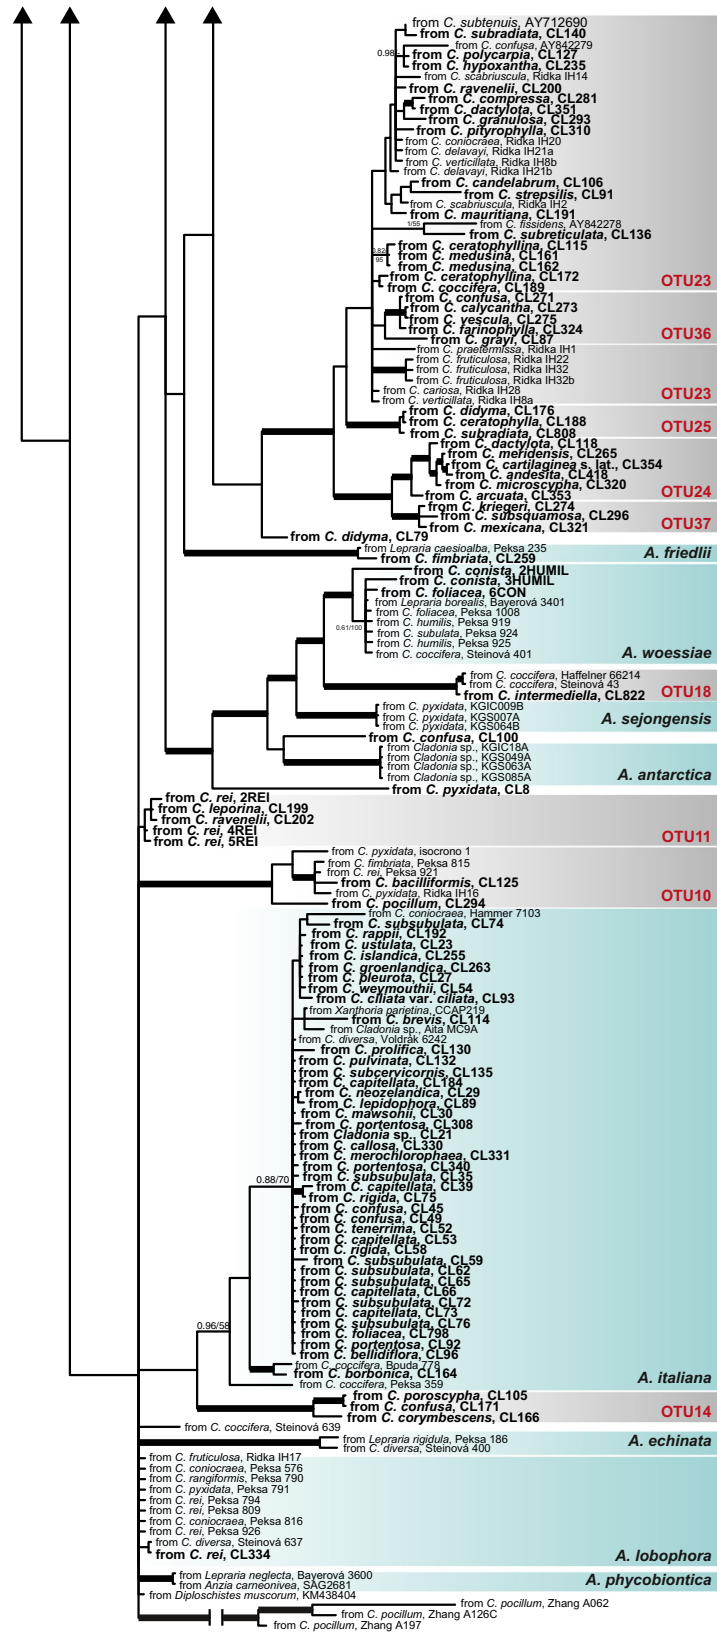 from C. subtenuis, AY712690
from C. subradiata, CL140
from C. confusa, AY842279
0.98/-
from C. polycarpia, CL127
from C. hypoxantha, CL235
from C. scabriuscula, Ridka IH14
from C. ravenelii, CL200
from C. compressa, CL281
from C. dactylota, CL351
from C. granulosa, CL293
from C. pityrophylla, CL310
from C. coniocraea, Ridka IH20
from C. delavayi, Ridka IH21a
from C. verticillata, Ridka IH8b
from C. delavayi, Ridka IH21b
from C. candelabrum, CL106
from C. strepsilis, CL91
from C. scabriuscula, Ridka IH2
from C. mauritiana, CL191
1/55
from C. fissidens, AY842278
from C. subreticulata, CL136
from C. ceratophyllina, CL115
0.82/
95
from C. medusina, CL161
from C. medusina, CL162
from C. ceratophyllina, CL172
from C. coccifera, CL189
OTU23
from C. confusa, CL271
from C. calycantha, CL273
from C. vescula, CL275
from C. farinophylla, CL324
from C. grayi, CL87
OTU36
from C. praetermissa, Ridka IH1
from C. fruticulosa, Ridka IH22
from C. fruticulosa, Ridka IH32
from C. fruticulosa, Ridka IH32b
from C. cariosa, Ridka IH28
from C. verticillata, Ridka IH8a
OTU23
from C. didyma, CL176
from C. ceratophylla, CL188
from C. subradiata, CL808
OTU25
from C. dactylota, CL118
from C. meridensis, CL265
from C. cartilaginea s. lat., CL354
from C. andesita, CL418
from C. microscypha, CL320
from C. arcuata, CL353
OTU24
from C. kriegeri, CL274
from C. subsquamosa, CL296
from C. mexicana, CL321
OTU37
from C. didyma, CL79
from Lepraria caesioalba, Peksa 235
from C. fimbriata, CL259
A. friedlii
from C. conista, 2HUMIL
from C. conista, 3HUMIL
from C. foliacea, 6CON
from Lepraria borealis, Bayerová 3401
from C. foliacea, Peksa 1008
from C. humilis, Peksa 919
0.61/100
from C. subulata, Peksa 924
from C. humilis, Peksa 925
from C. coccifera, Steinová 401
A. woessiae
from C. coccifera, Haffelner 66214
from C. coccifera, Steinová 43
from C. intermediella, CL822
OTU18
from C. pyxidata, KGIC009B
from C. pyxidata, KGS007A
from C. pyxidata, KGS064B
A. sejongensis
from C. confusa, CL100
from Cladonia sp., KGIC18A
from Cladonia sp., KGS049A
from Cladonia sp., KGS063A
from Cladonia sp., KGS085A
A. antarctica
from C. pyxidata, CL8
from C. rei, 2REI
from C. leporina, CL199
from C. ravenelii, CL202
from C. rei, 4REI
from C. rei, 5REI
OTU11
from C. pyxidata, isocrono 1
from C. fimbriata, Peksa 815
from C. rei, Peksa 921
from C. bacilliformis, CL125
from C. pyxidata, Ridka IH16
from C. pocillum, CL294
OTU10
from C. coniocraea, Hammer 7103
from C. subsubulata, CL74
from C. rappii, CL192
from C. ustulata, CL23
from C. islandica, CL255
from C. groenlandica, CL263
from C. pleurota, CL27
from C. weymouthii, CL54
from C. ciliata var. ciliata, CL93
from Xanthoria parietina, CCAP219
from C. brevis, CL114
from Cladonia sp., Aita MC9A
from C. diversa, Voldrák 6242
from C. prolifica, CL130
from C. pulvinata, CL132
from C. subcervicornis, CL135
from C. capitellata, CL184
from C. neozelandica, CL29
from C. lepidophora, CL89
from C. mawsohii, CL30
from C. portentosa, CL308
from Cladonia sp., CL21
from C. callosa, CL330
from C. merochlorophaea, CL331
from C. portentosa, CL340
from C. subsubulata, CL35
0.88/70
from C. capitellata, CL39
from C. rigida, CL75
from C. confusa, CL45
from C. confusa, CL49
from C. tenerrima, CL52
from C. capitellata, CL53
from C. rigida, CL58
from C. subsubulata, CL59
from C. subsubulata, CL62
from C. subsubulata, CL65
from C. capitellata, CL66
from C. subsubulata, CL72
from C. capitellata, CL73
from C. subsubulata, CL76
0.96/58
from C. foliacea, CL798
from C. portentosa, CL92
from C. bellidiflora, CL96
from C. coccifera, Bouda 778
from C. borbonica, CL164
from C. coccifera, Peksa 359
A. italiana
from C. poroscypha, CL105
from C. confusa, CL171
from C. corymbescens, CL166
OTU14
from C. coccifera, Steinová 639
from Lepraria rigidula, Peksa 186
from C. diversa, Steinová 400
A. echinata
from C. fruticulosa, Ridka IH17
from C. coniocraea, Peksa 576
from C. rangiformis, Peksa 790
from C. pyxidata, Peksa 791
from C. rei, Peksa 794
from C. rei, Peksa 809
from C. coniocraea, Peksa 816
from C. rei, Peksa 926
from C. diversa, Steinová 637
from C. rei, CL334
A. lobophora
from Lepraria neglecta, Bayerová 3600
from Anzia carneonivea, SAG2681
A. phycobiontica
from Diploschistes muscorum, KM438404
from C. pocillum, Zhang A062
from C. pocillum, Zhang A126C
from C. pocillum, Zhang A197